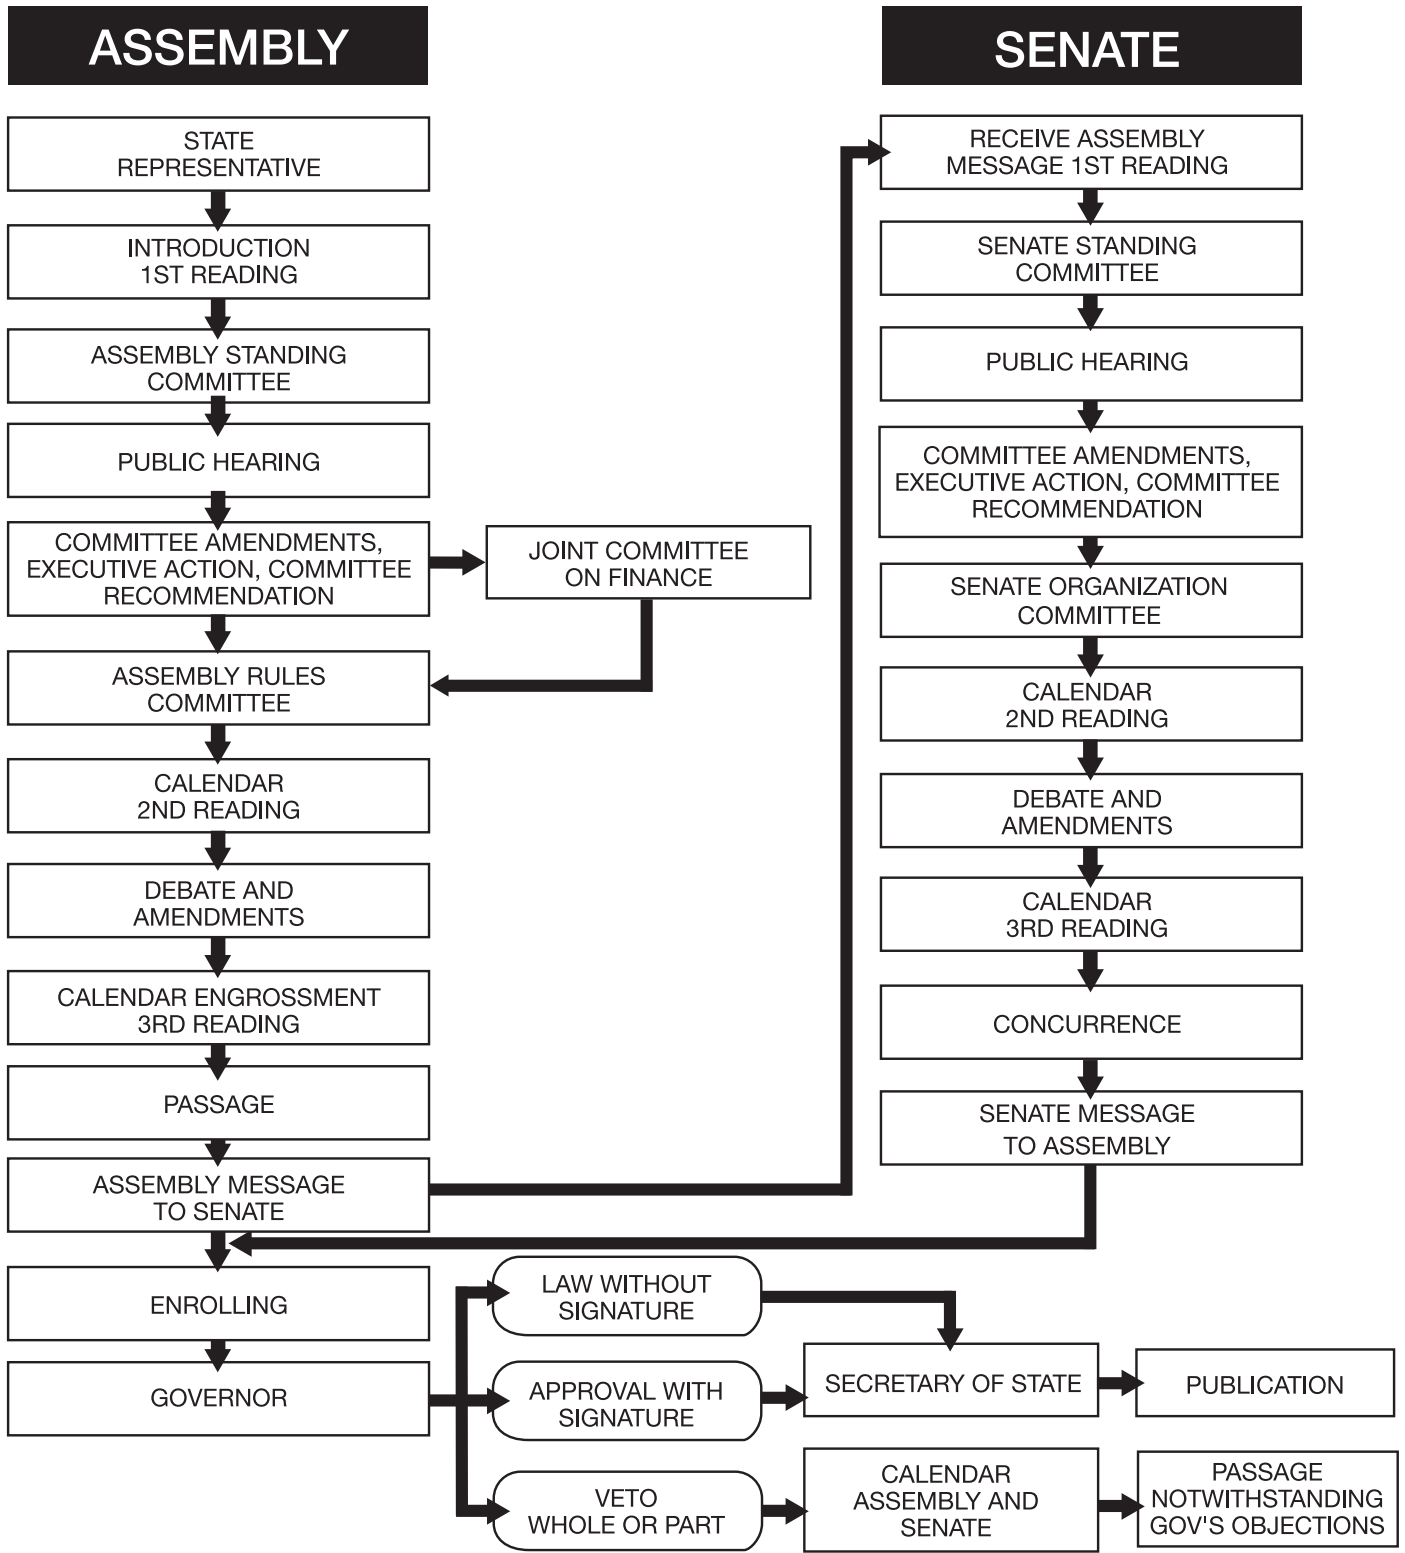 ASSEMBLY
STATE
REPRESENTATIVE
INTRODUCTION
1ST READING
ASSEMBLY STANDING
COMMITTEE
PUBLIC HEARING
COMMITTEE AMENDMENTS,
EXECUTIVE ACTION, COMMITTEE
RECOMMENDATION
JOINT COMMITTEE
ON FINANCE
ASSEMBLY RULES
COMMITTEE
CALENDAR
2ND READING
DEBATE AND
AMENDMENTS
CALENDAR ENGROSSMENT
3RD READING
PASSAGE
ASSEMBLY MESSAGE
TO SENATE
SENATE
RECEIVE ASSEMBLY
MESSAGE 1ST READING
SENATE STANDING
COMMITTEE
PUBLIC HEARING
COMMITTEE AMENDMENTS,
EXECUTIVE ACTION, COMMITTEE
RECOMMENDATION
SENATE ORGANIZATION
COMMITTEE
CALENDAR
2ND READING
DEBATE AND
AMENDMENTS
CALENDAR
3RD READING
CONCURRENCE
SENATE MESSAGE
TO ASSEMBLY
ENROLLING
GOVERNOR
LAW WITHOUT
SIGNATURE
APPROVAL WITH
SIGNATURE
SECRETARY OF STATE
PUBLICATION
VETO
WHOLE OR PART
CALENDAR
ASSEMBLY AND
SENATE
PASSAGE
NOTWITHSTANDING
GOV'S OBJECTIONS